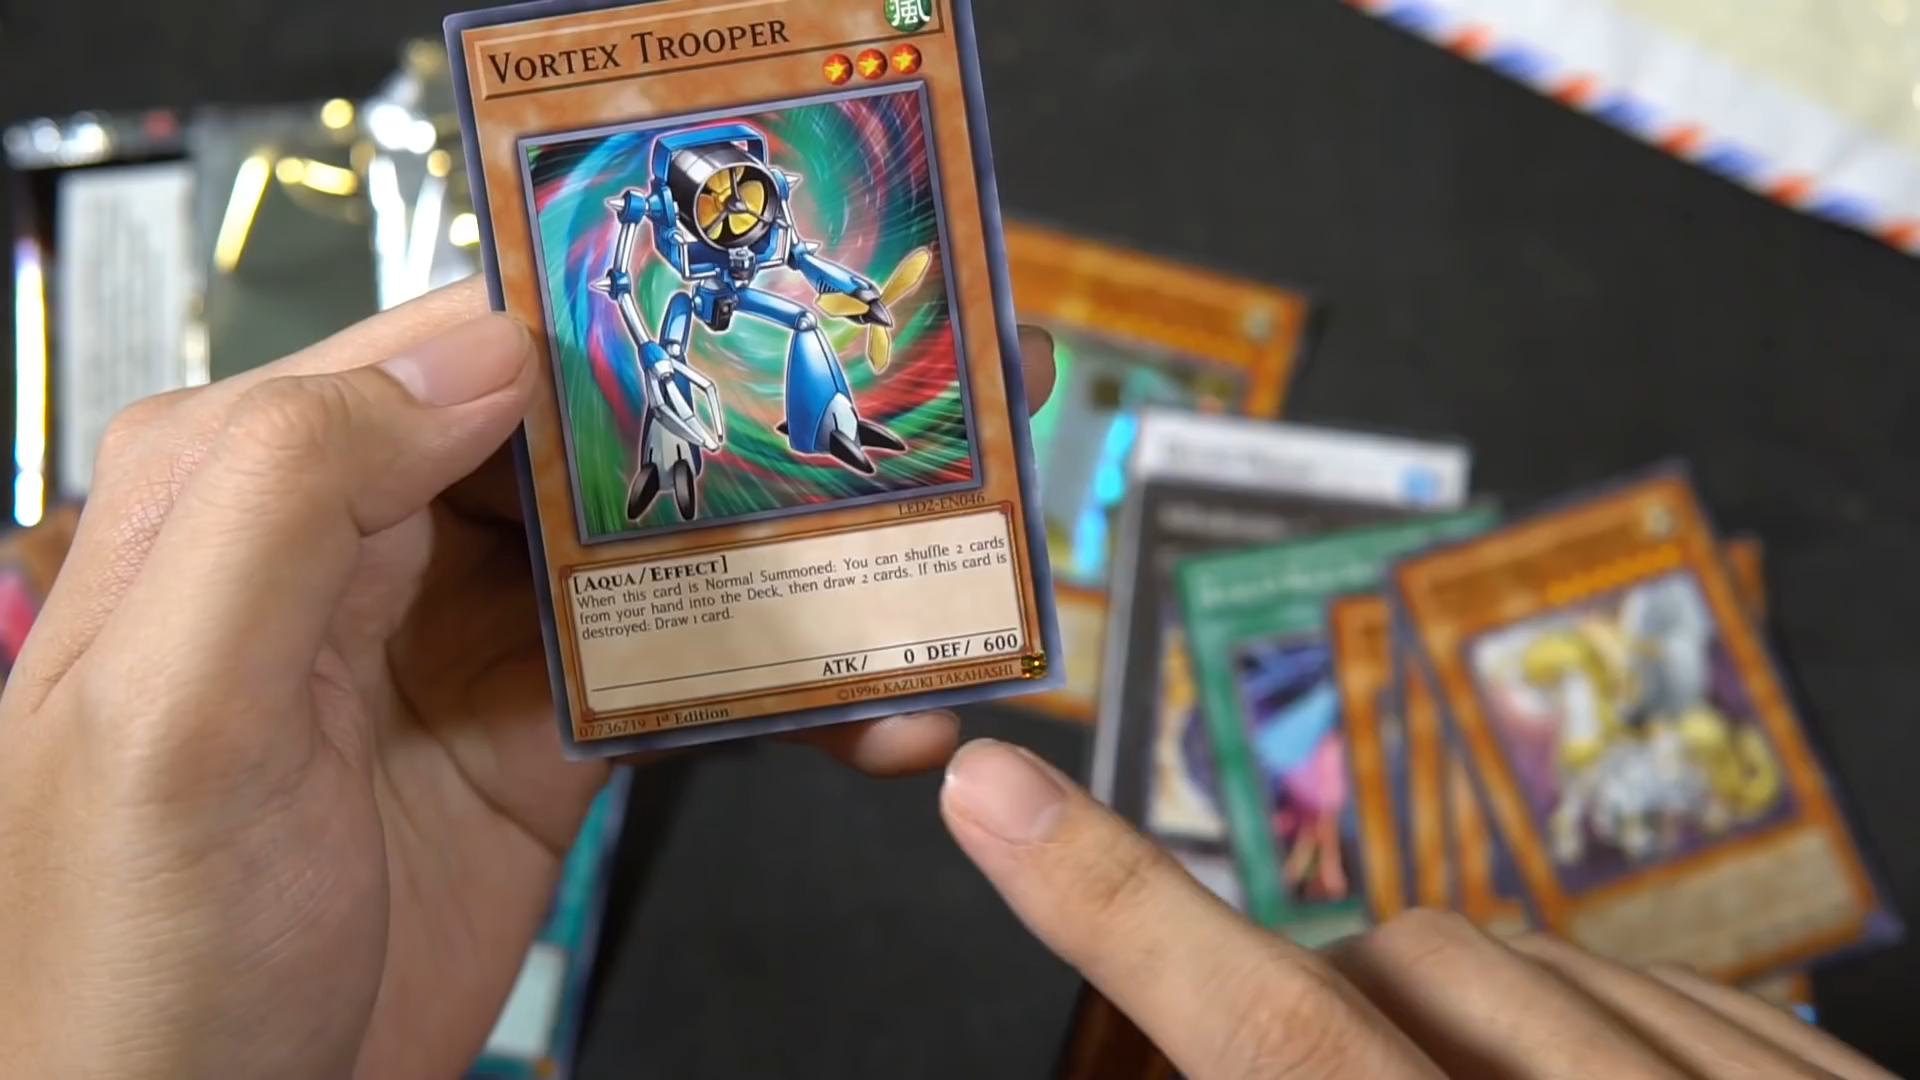 VORTEX TROOPER
風
LED2-EN046
[AQUA/EFFECT]
When this card is Normal Summoned: You can shuffle 2 cards
from your hand into the Deck, then draw 2 cards. If this card is
destroyed: Draw 1 card.
ATK/ 0 DEF/ 600
©1996 KAZUKI TAKAHASHI
07736719 1st Edition